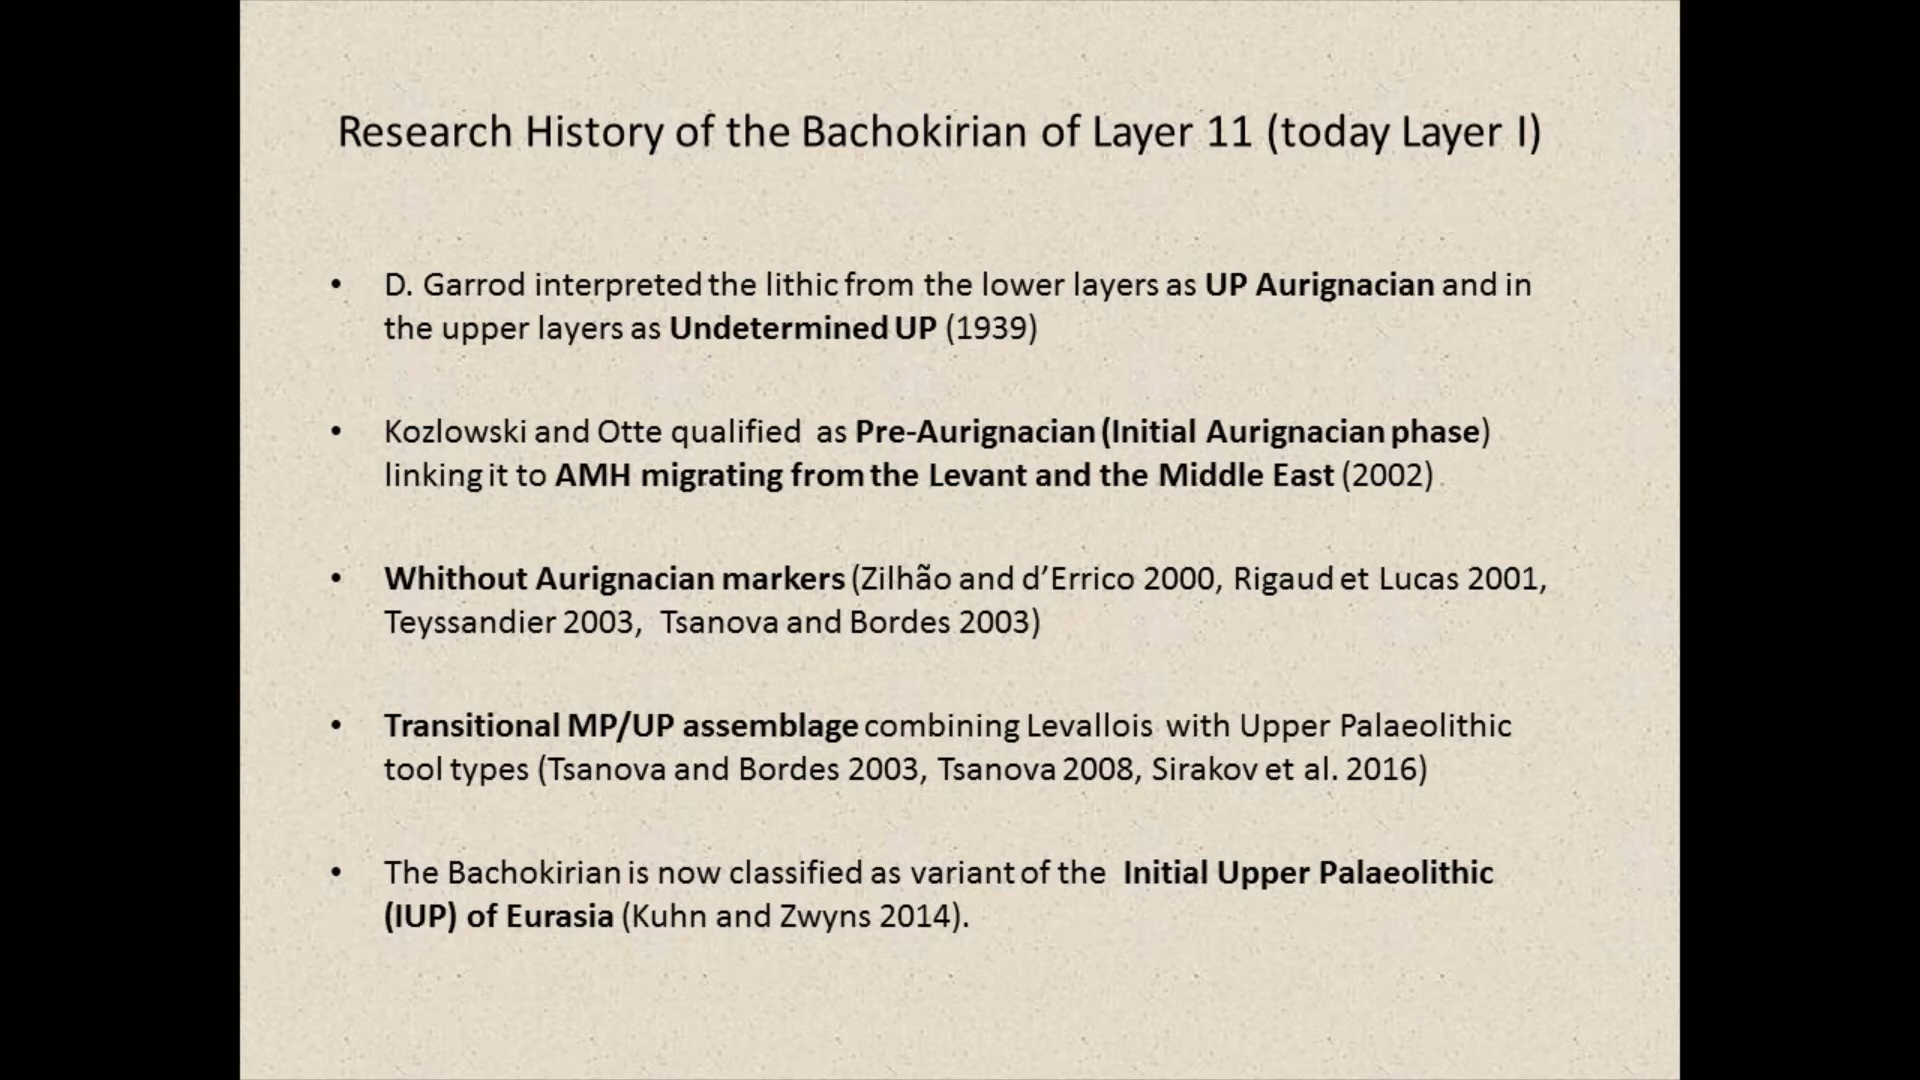 Research History of the Bachokirian of Layer 11 (today Layer I)
• D. Garrod interpreted the lithic from the lower layers as UP Aurignacian and in
the upper layers as Undetermined UP (1939)
• Kozlowski and Otte qualified as Pre-Aurignacian (Initial Aurignacian phase)
linking it to AMH migrating from the Levant and the Middle East (2002)
• Whithout Aurignacian markers (Zilhão and d’Errico 2000, Rigaud et Lucas 2001,
Teyssandier 2003, Tsanova and Bordes 2003)
• Transitional MP/UP assemblage combining Levallois with Upper Palaeolithic
tool types (Tsanova and Bordes 2003, Tsanova 2008, Sirakov et al. 2016)
• The Bachokirian is now classified as variant of the Initial Upper Palaeolithic
(IUP) of Eurasia (Kuhn and Zwyns 2014).